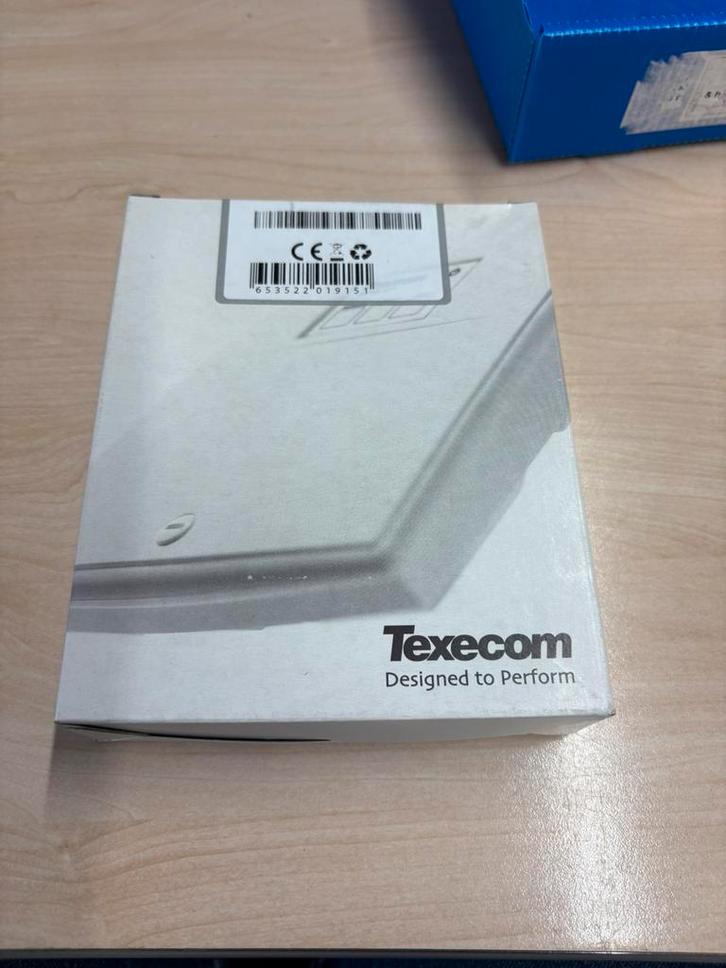 CE
653522 019151
Texecom
Designed to Perform